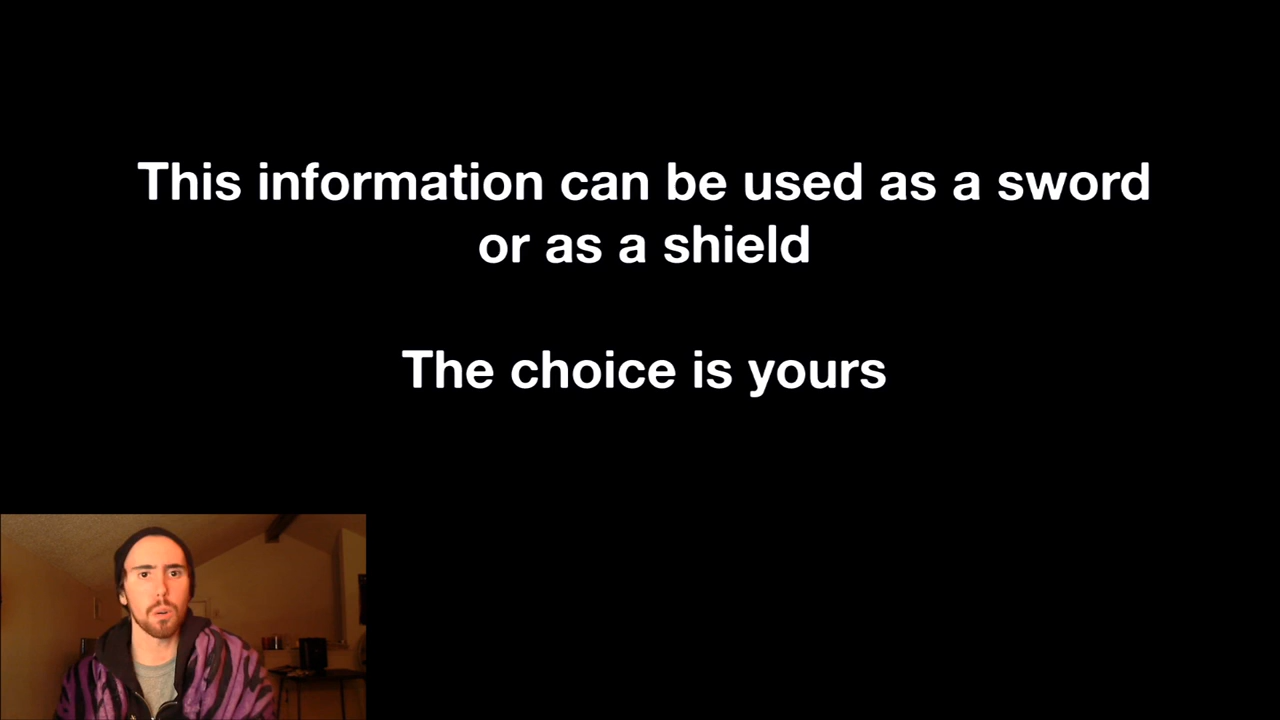 This information can be used as a sword
or as a shield
The choice is yours